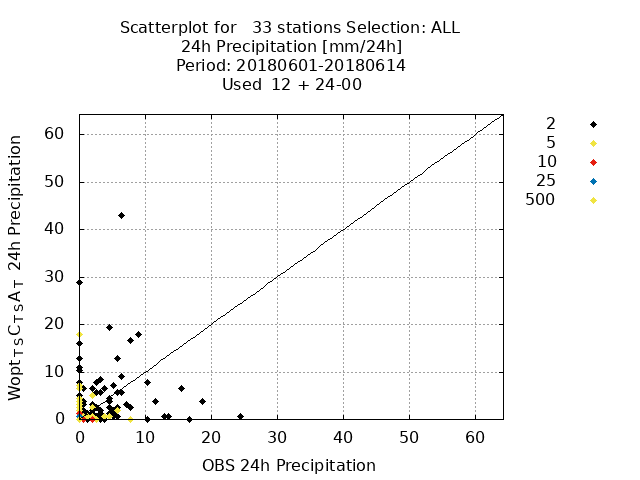 Scatterplot for   33 stations Selection: ALL
24h Precipitation [mm/24h]
Period: 20180601-20180614
Used  12 + 24-00
2
5
10
25
500
60
50
40
30
20
10
0
0 10 20 30 40 50 60
OBS 24h Precipitation
WoptTSCTSAT 24h Precipitation